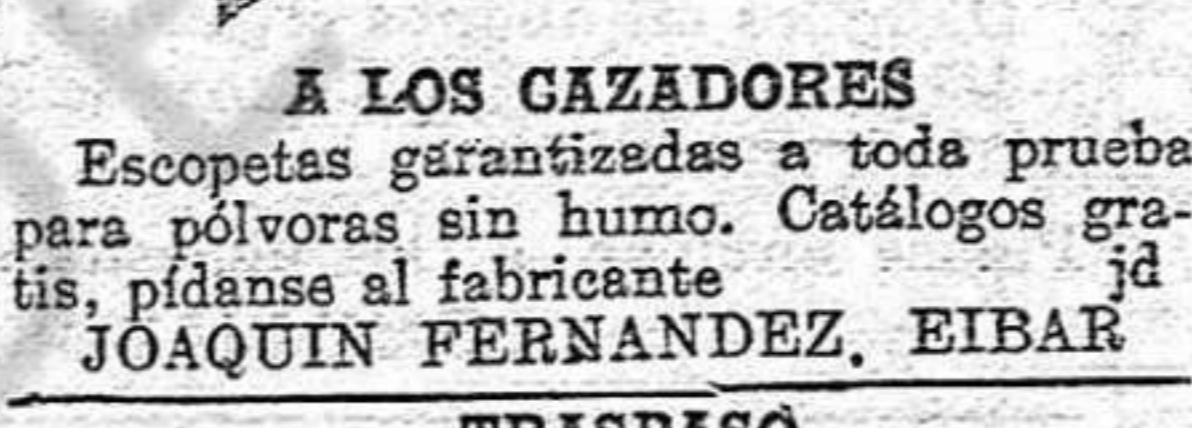 A LOS CAZADORES
Escopetas garantizadas a toda prueba
para pólvoras sin humo. Catálogos gra-
tis, pídanse al fabricante jd
JOAQUIN FERNANDEZ. EIBAR
TRASPASO